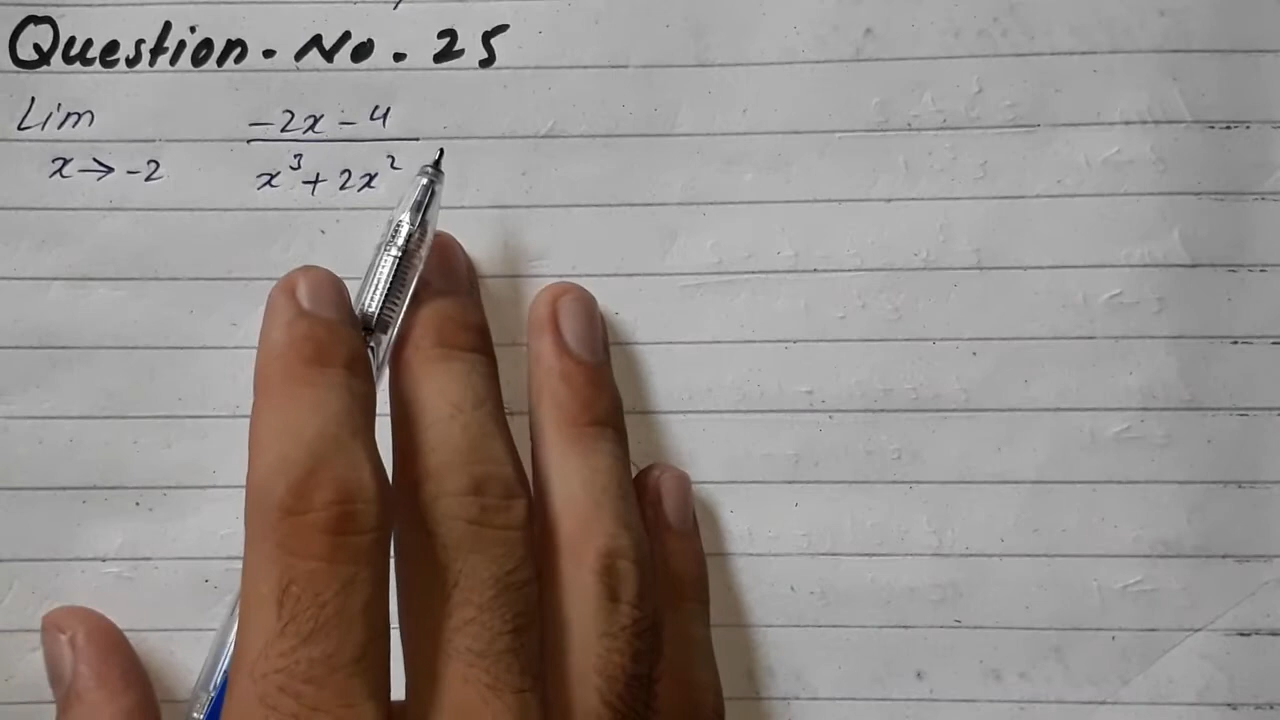 Question. No. 25
Lim -2x-4
x→-2 x³+2x²